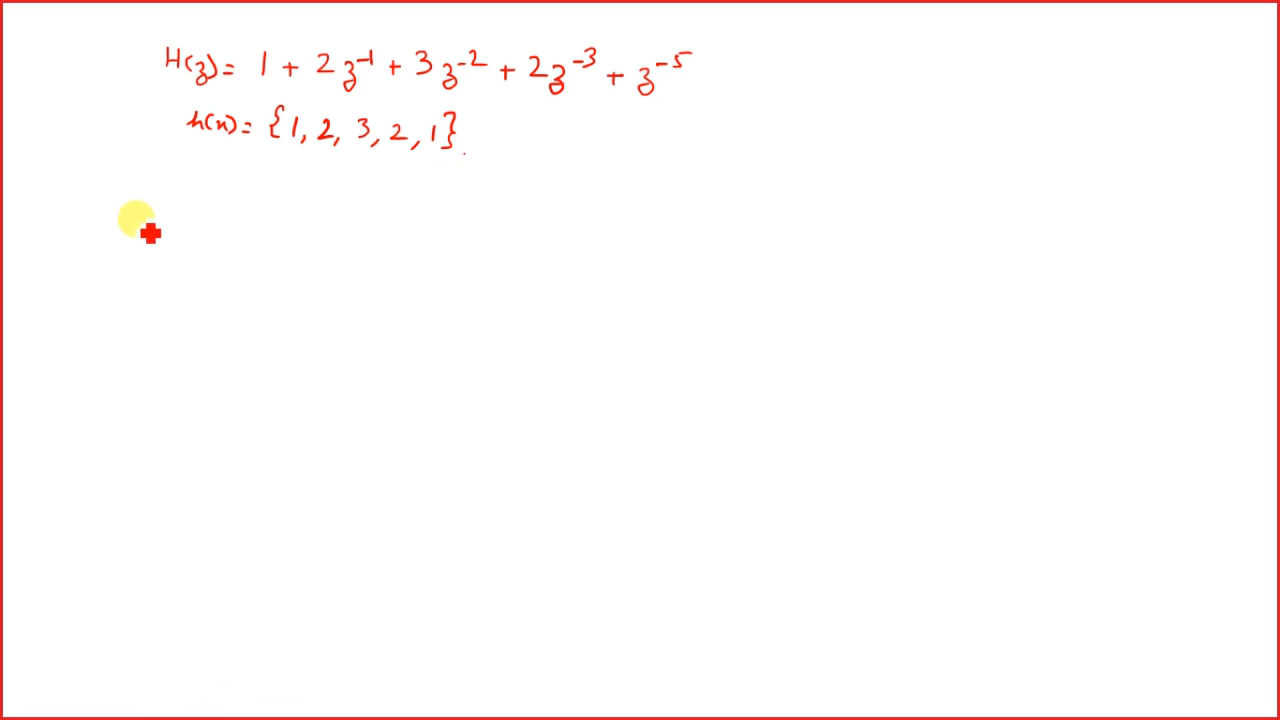 H(z) = 1 + 2z⁻¹ + 3z⁻² + 2z⁻³ + z⁻⁵
h(n) = {1, 2, 3, 2, 1}.